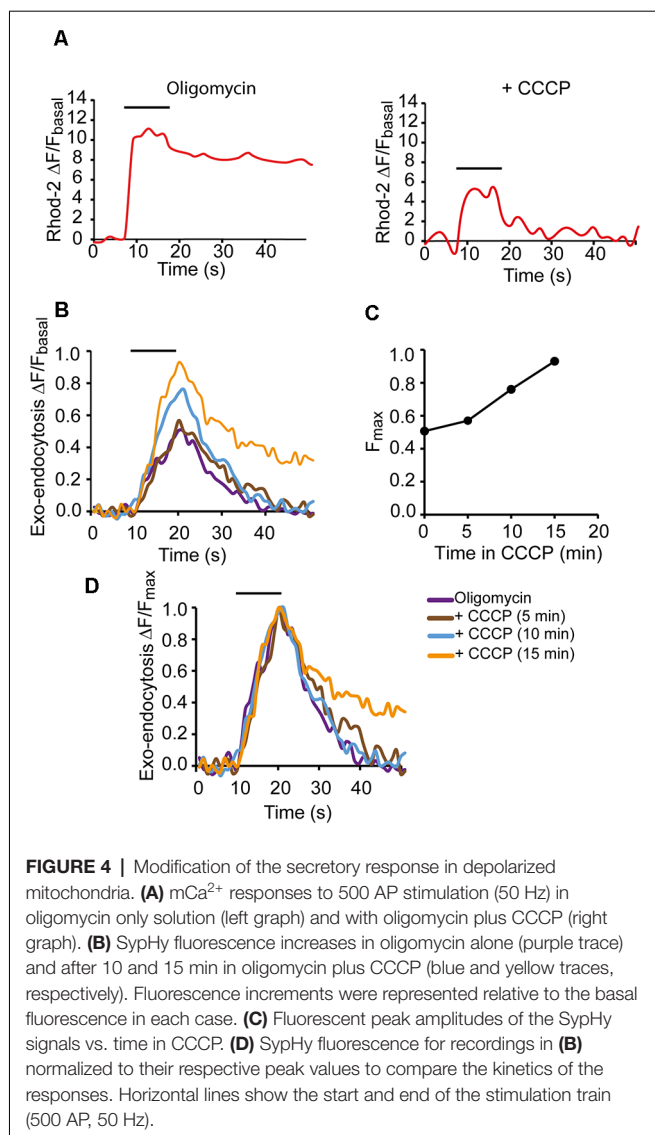 A
Oligomycin
14
12
10
8
6
4
2
0
Rhod-2 ΔF/Fbasal
0 20 40
Time (s)
+ CCCP
14
12
10
8
6
4
2
0
Rhod-2 ΔF/Fbasal
0 10 20 30 40 50
Time (s)
B
1.0
0.8
0.6
0.4
0.2
0.0
Exo-endocytosis ΔF/Fbasal
0 20 40
Time (s)
C
1.0
0.8
0.6
0.4
0.2
0.0
Fmax
0 5 10 15 20
Time in CCCP (min)
D
1.0
0.8
0.6
0.4
0.2
0.0
Exo-endocytosis ΔF/Fmax
0 10 20 30 40
Time (s)
Oligomycin
+ CCCP (5 min)
+ CCCP (10 min)
+ CCCP (15 min)
FIGURE 4 | Modification of the secretory response in depolarized
mitochondria. (A) mCa2+ responses to 500 AP stimulation (50 Hz) in
oligomycin only solution (left graph) and with oligomycin plus CCCP (right
graph). (B) SypHy fluorescence increases in oligomycin alone (purple trace)
and after 10 and 15 min in oligomycin plus CCCP (blue and yellow traces,
respectively). Fluorescence increments were represented relative to the basal
fluorescence in each case. (C) Fluorescent peak amplitudes of the SypHy
signals vs. time in CCCP. (D) SypHy fluorescence for recordings in (B)
normalized to their respective peak values to compare the kinetics of the
responses. Horizontal lines show the start and end of the stimulation train
(500 AP, 50 Hz).